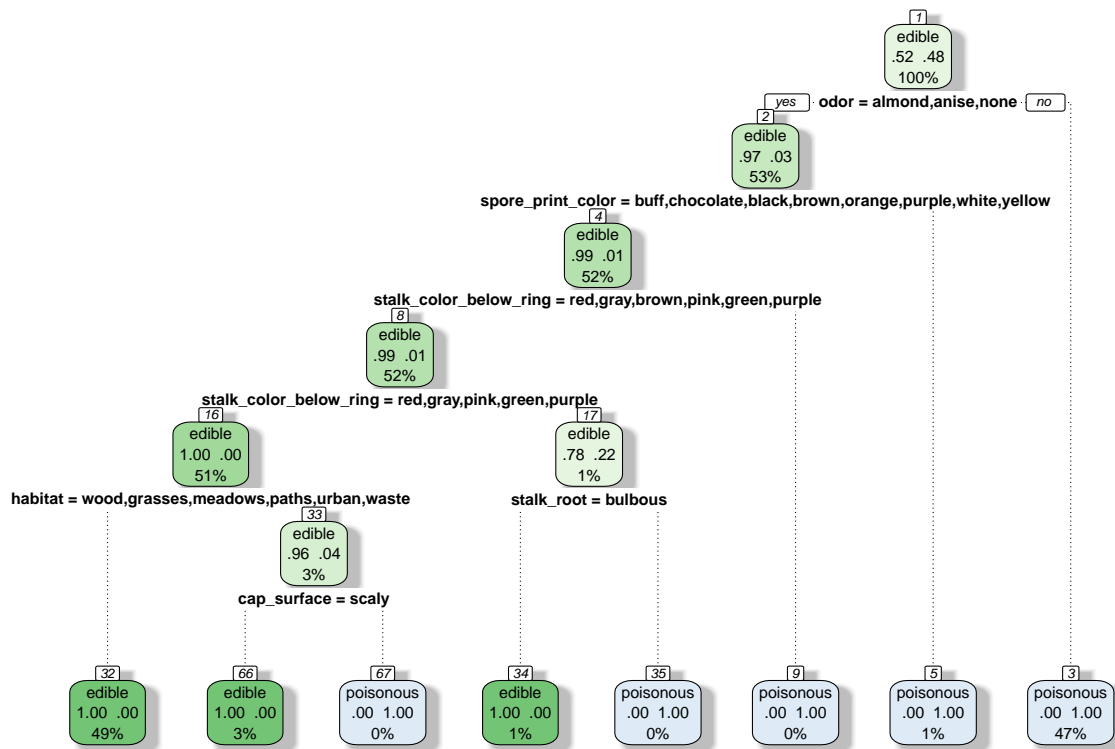 1
edible
.52 .48
100%
yes odor = almond,anise,none no
2
edible
.97 .03
53%
spore_print_color = buff,chocolate,black,brown,orange,purple,white,yellow
4
edible
.99 .01
52%
stalk_color_below_ring = red,gray,brown,pink,green,purple
8
edible
.99 .01
52%
stalk_color_below_ring = red,gray,pink,green,purple
16 17
edible edible
1.00 .00 .78 .22
51% 1%
habitat = wood,grasses,meadows,paths,urban,waste stalk_root = bulbous
33
edible
.96 .04
3%
cap_surface = scaly
32 66 67 34 35 9 5 3
edible edible poisonous edible poisonous poisonous poisonous poisonous
1.00 .00 1.00 .00 .00 1.00 1.00 .00 .00 1.00 .00 1.00 .00 1.00 .00 1.00
49% 3% 0% 1% 0% 0% 1% 47%